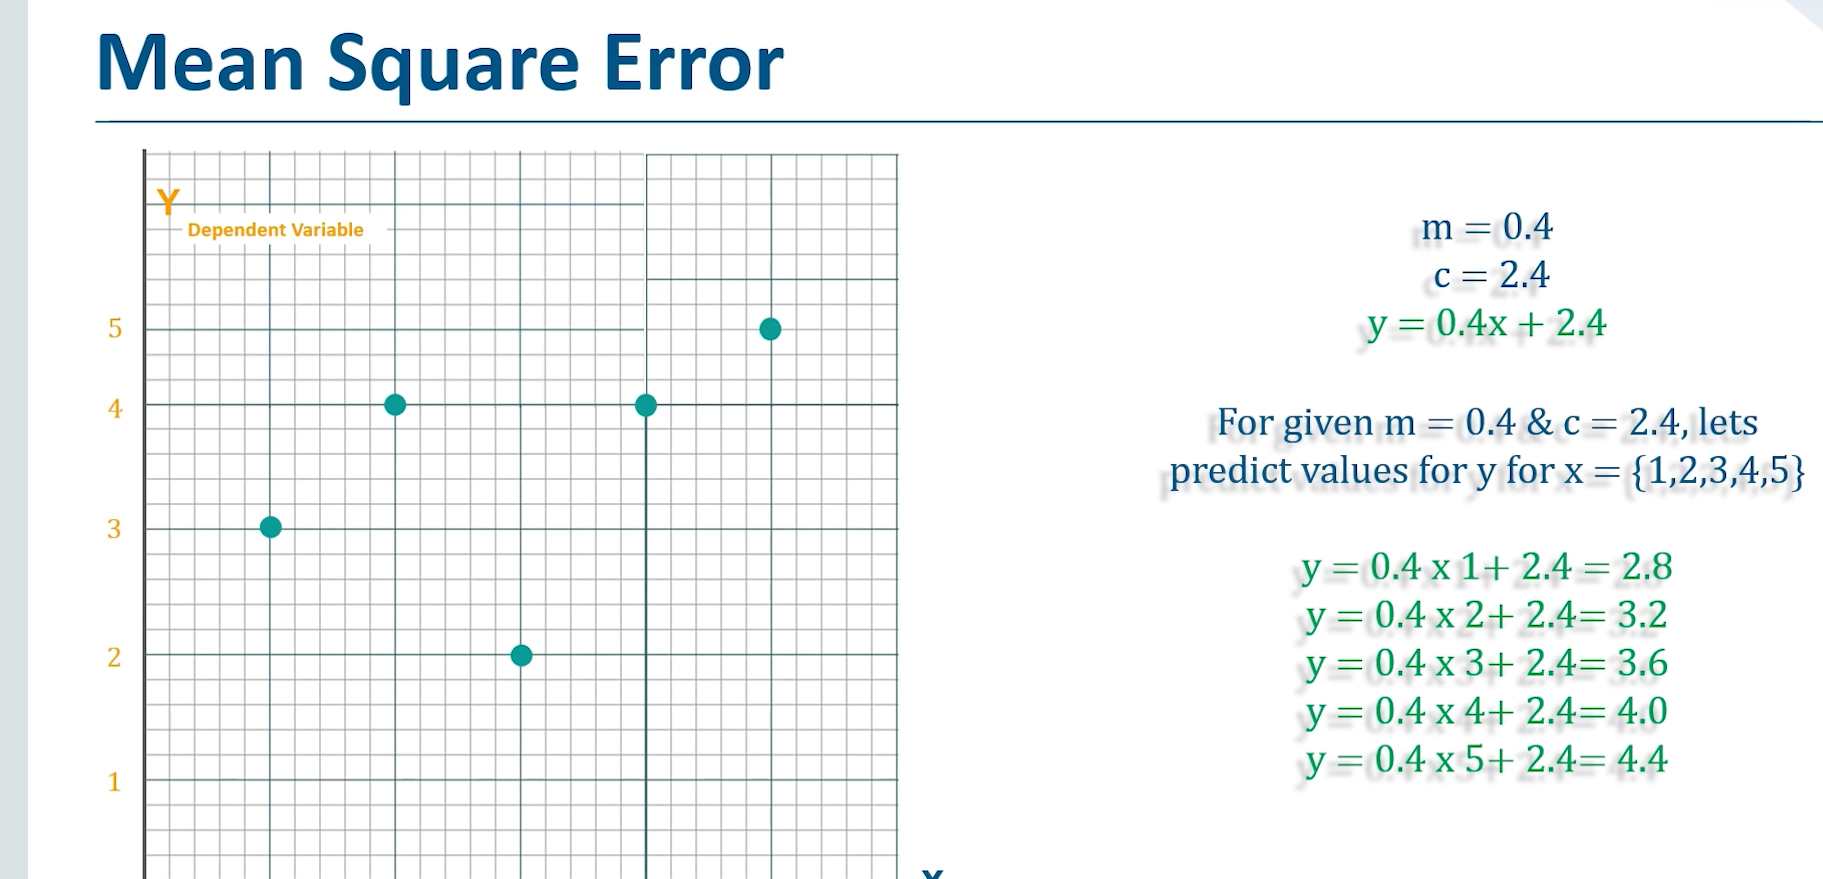 Mean Square Error
Y
Dependent Variable
5
4
3
2
1
m = 0.4
c = 2.4
y = 0.4x + 2.4
For given m = 0.4 & c = 2.4, lets
predict values for y for x = {1,2,3,4,5}
y = 0.4 x 1+ 2.4 = 2.8
y = 0.4 x 2+ 2.4= 3.2
y = 0.4 x 3+ 2.4= 3.6
y = 0.4 x 4+ 2.4= 4.0
y = 0.4 x 5+ 2.4= 4.4